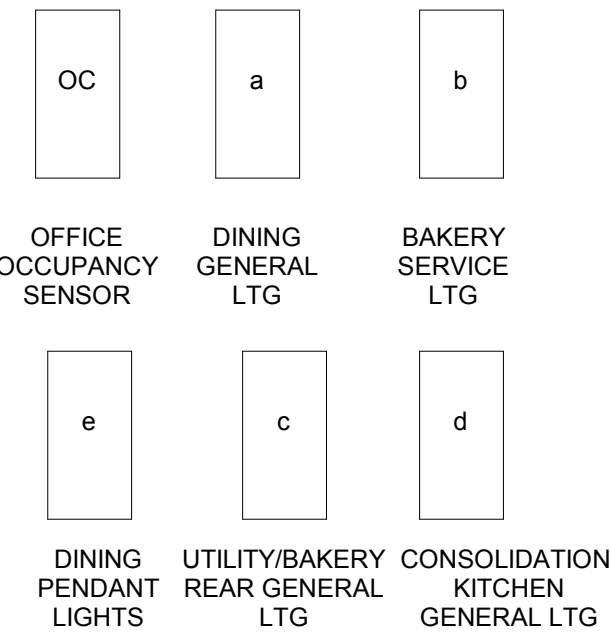 OC a b
OFFICE DINING BAKERY
OCCUPANCY GENERAL SERVICE
SENSOR LTG LTG
e c d
DINING UTILITY/BAKERY CONSOLIDATION
PENDANT REAR GENERAL KITCHEN
LIGHTS LTG GENERAL LTG